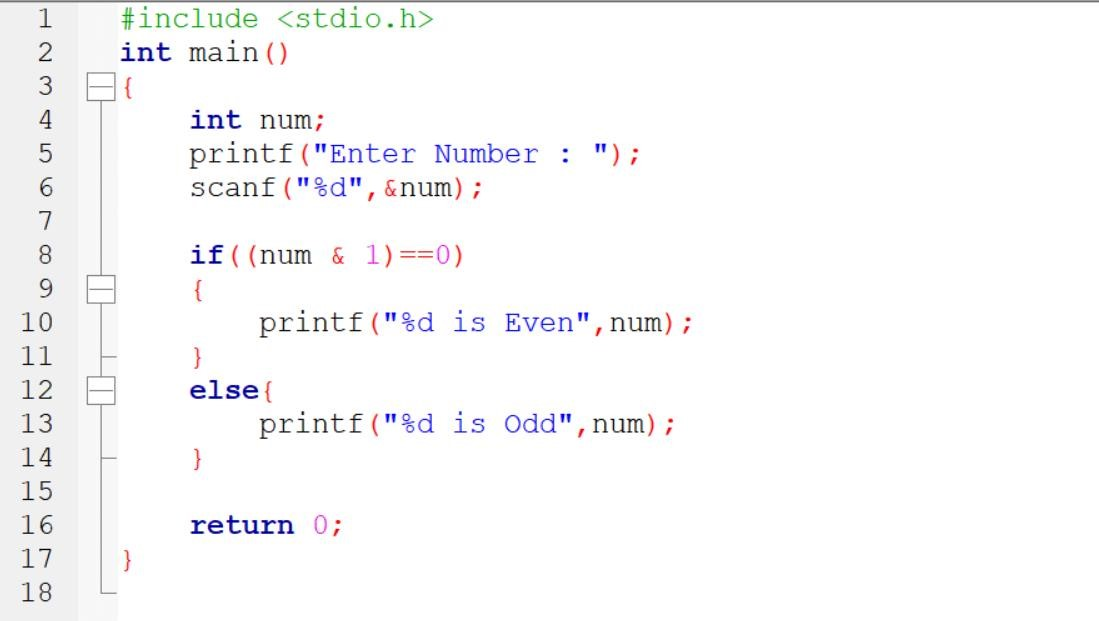 1 #include <stdio.h>
2 int main()
3 {
4     int num;
5     printf("Enter Number : ");
6     scanf("%d",&num);
7
8     if((num & 1)==0)
9     {
10         printf("%d is Even",num);
11     }
12     else{
13         printf("%d is Odd",num);
14     }
15
16     return 0;
17 }
18